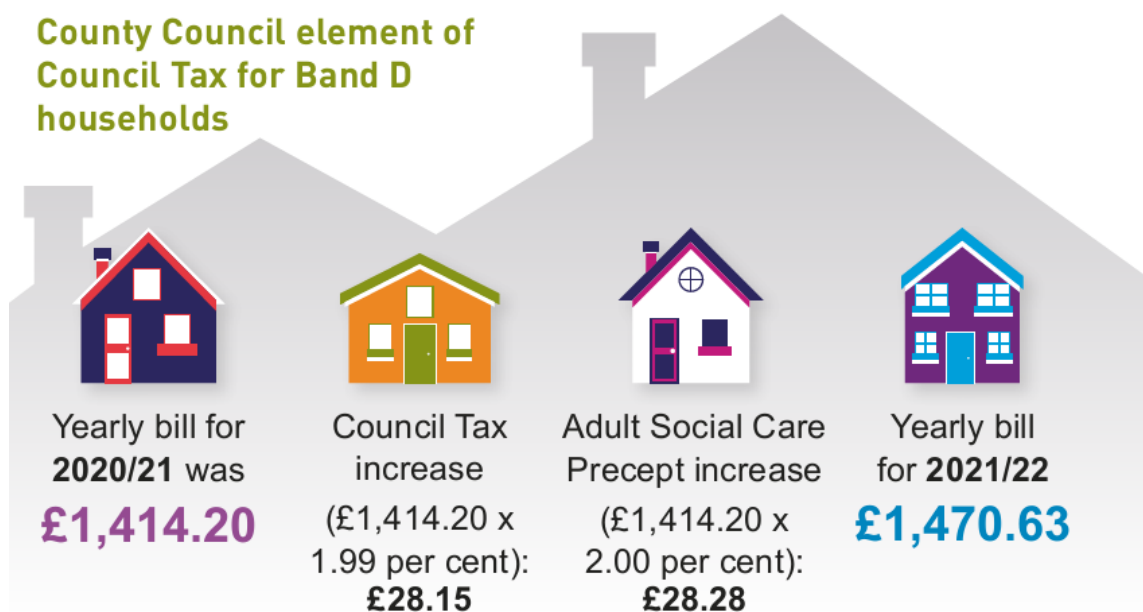 County Council element of
Council Tax for Band D
households
Yearly bill for
2020/21 was
£1,414.20
Council Tax
increase
(£1,414.20 x
1.99 per cent):
£28.15
Adult Social Care
Precept increase
(£1,414.20 x
2.00 per cent):
£28.28
Yearly bill
for 2021/22
£1,470.63